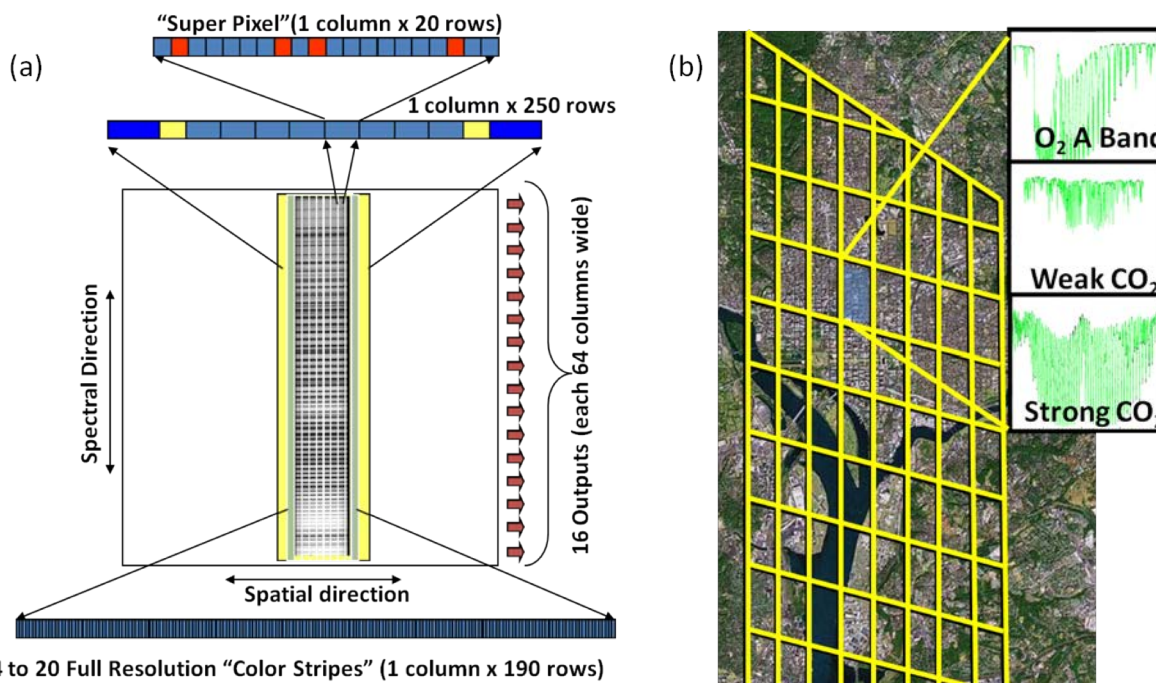 (a)
“Super Pixel”(1 column x 20 rows)
1 column x 250 rows
Spectral Direction
16 Outputs (each 64 columns wide)
Spatial direction
4 to 20 Full Resolution “Color Stripes” (1 column x 190 rows)
(b)
O₂ A Band
Weak CO₂
Strong CO₂